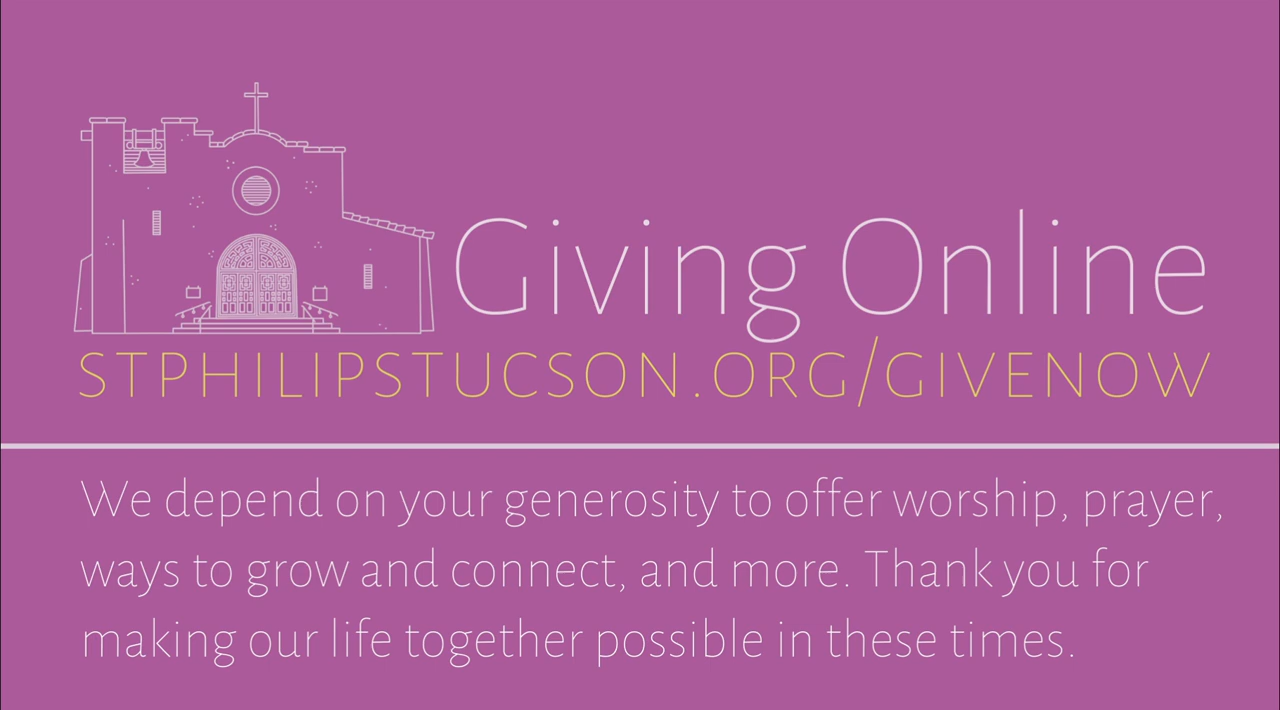 Giving Online
STPHILIPSTUCSON.ORG/GIVENOW
We depend on your generosity to offer worship, prayer,
ways to grow and connect, and more. Thank you for
making our life together possible in these times.